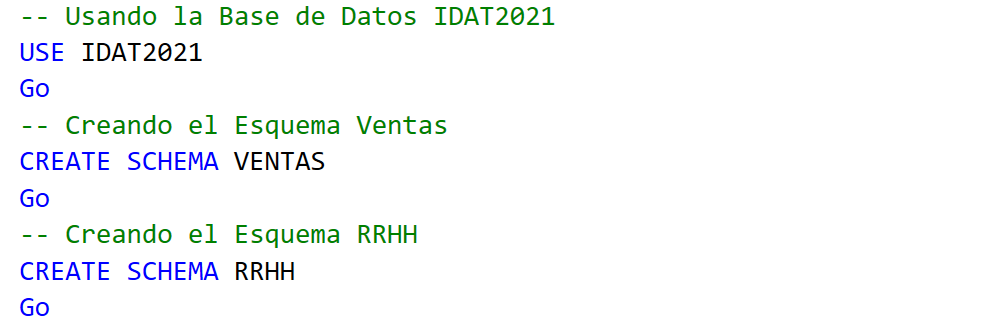 -- Usando la Base de Datos IDAT2021
USE IDAT2021
Go
-- Creando el Esquema Ventas
CREATE SCHEMA VENTAS
Go
-- Creando el Esquema RRHH
CREATE SCHEMA RRHH
Go